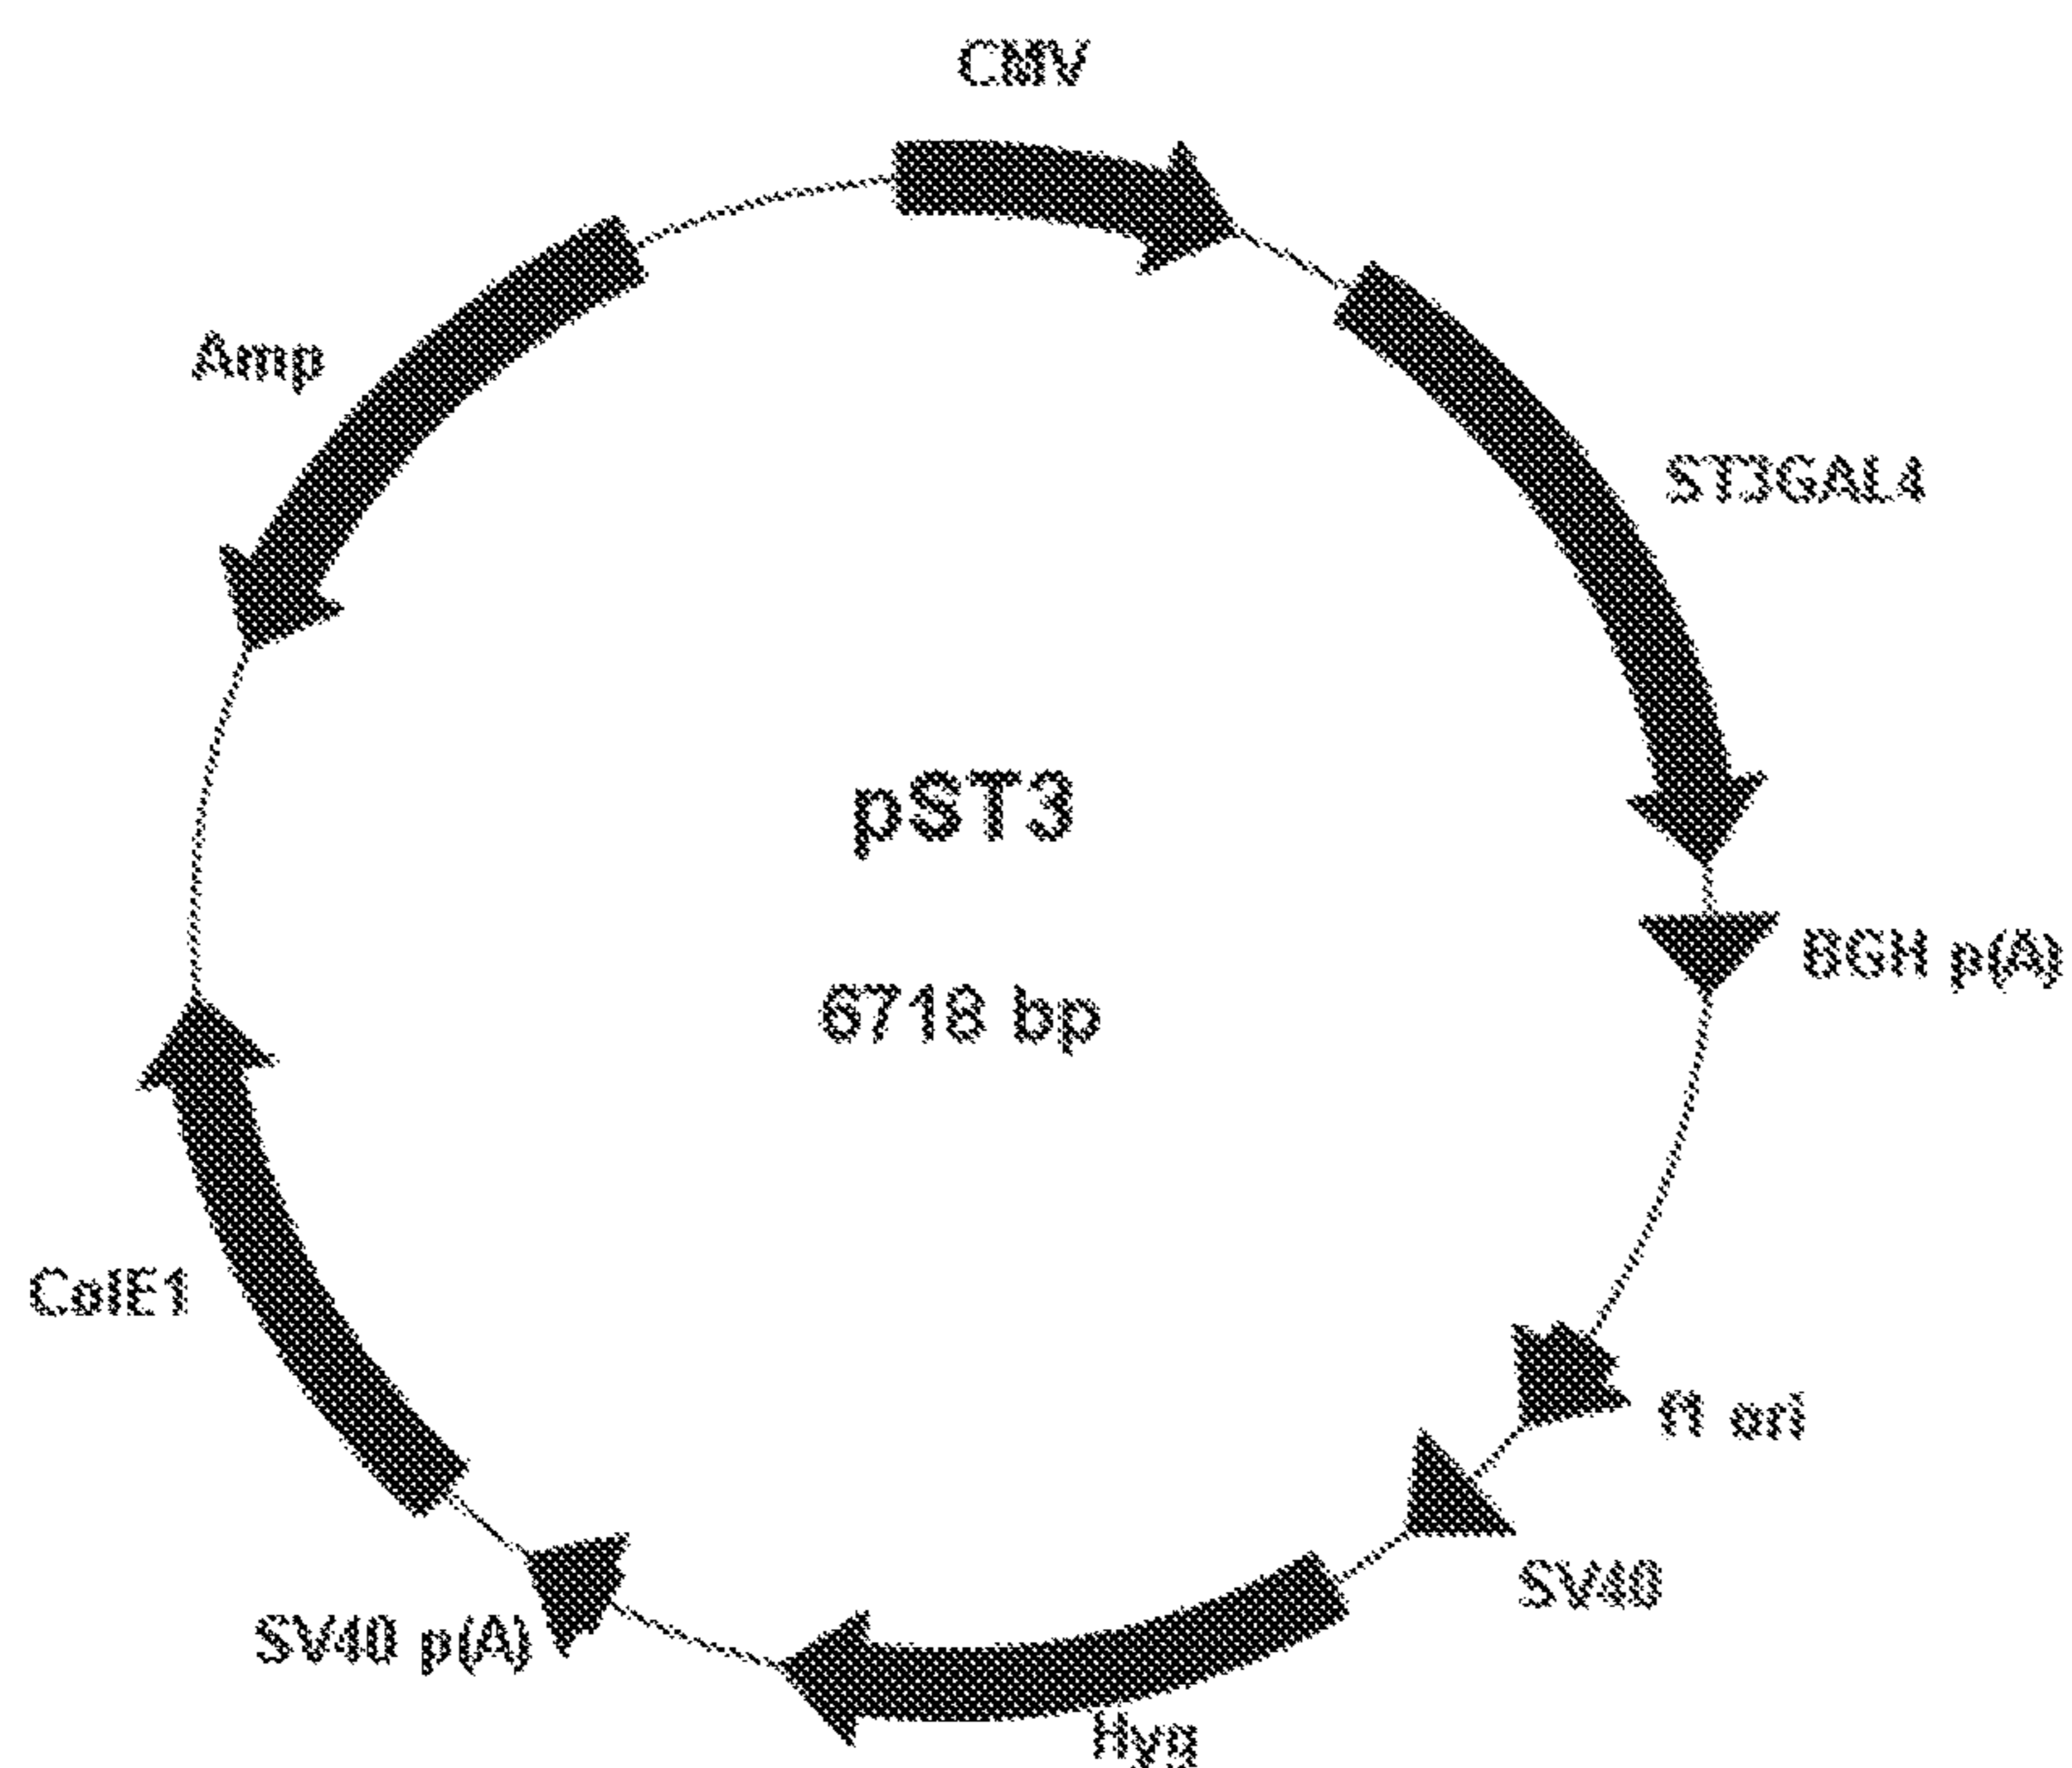 CMV
Amp
ST3GAL4
pST3
BGH p(A)
6718 bp
ColE1
f1 ori
SV40
SV40 p(A)
Hyg